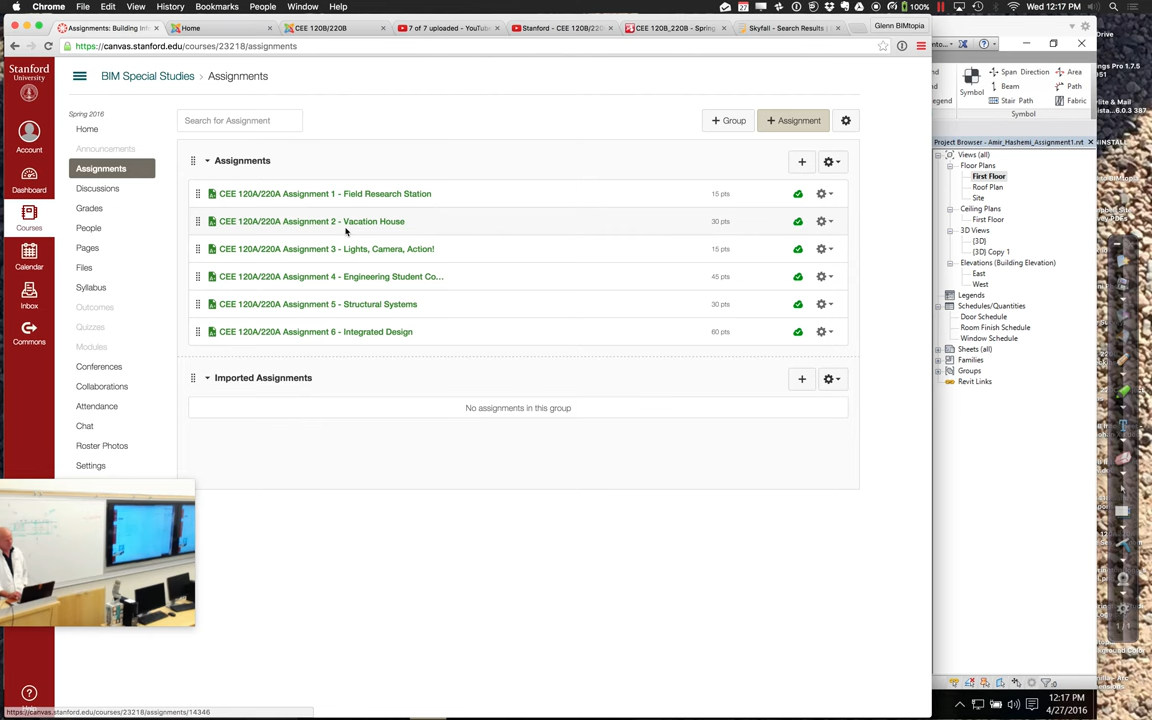 Chrome File Edit View History Bookmarks People Window Help
100% Wed 12:17 PM
Assignments: Building Inf
Home
CEE 120B/220B
7 of 7 uploaded - YouTube
Stanford - CEE 120B/220
CEE 120B_220B - Spring
Skyfall - Search Results |
Glenn BIMtopia
https://canvas.stanford.edu/courses/23218/assignments
Stanford
University
Account
Dashboard
Courses
Calendar
Inbox
Commons
BIM Special Studies › Assignments
Spring 2016
Home
Announcements
Assignments
Discussions
Grades
People
Pages
Files
Syllabus
Outcomes
Quizzes
Modules
Conferences
Collaborations
Attendance
Chat
Roster Photos
Settings
Search for Assignment
+ Group
+ Assignment
Assignments
CEE 120A/220A Assignment 1 - Field Research Station 15 pts
CEE 120A/220A Assignment 2 - Vacation House 30 pts
CEE 120A/220A Assignment 3 - Lights, Camera, Action! 15 pts
CEE 120A/220A Assignment 4 - Engineering Student Co... 45 pts
CEE 120A/220A Assignment 5 - Structural Systems 30 pts
CEE 120A/220A Assignment 6 - Integrated Design 60 pts
Imported Assignments
No assignments in this group
https://canvas.stanford.edu/courses/23218/assignments/14346
Symbol
Span Direction
Area
Beam
Path
Stair Path
Fabric
Symbol
Project Browser - Amir_Hashemi_Assignment1.rvt
Views (all)
Floor Plans
First Floor
Roof Plan
Site
Ceiling Plans
First Floor
3D Views
{3D}
{3D} Copy 1
Elevations (Building Elevation)
East
West
Legends
Schedules/Quantities
Door Schedule
Room Finish Schedule
Window Schedule
Sheets (all)
Families
Groups
Revit Links
1/1
12:17 PM
4/27/2016